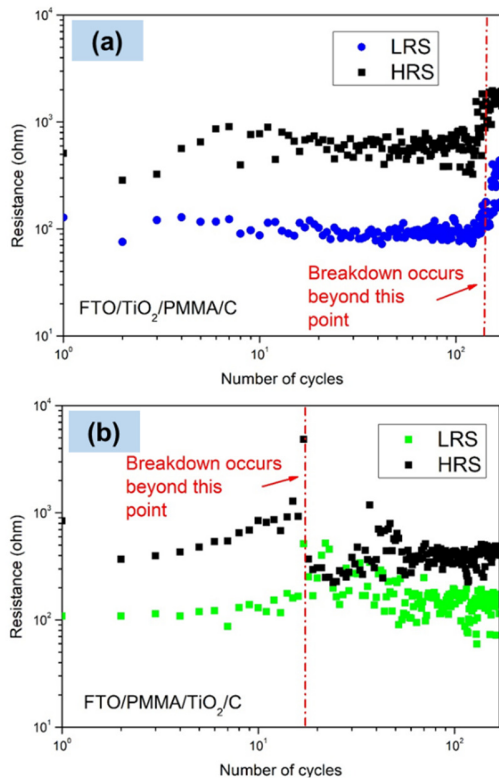 (a)
LRS
HRS
10⁴
10³
10²
10¹
Resistance (ohm)
Breakdown occurs
beyond this
point
FTO/TiO₂/PMMA/C
10⁰ 10¹ 10²
Number of cycles
(b)
LRS
HRS
10⁴
10³
10²
10¹
Resistance (ohm)
Breakdown occurs
beyond this
point
FTO/PMMA/TiO₂/C
10⁰ 10¹ 10²
Number of cycles